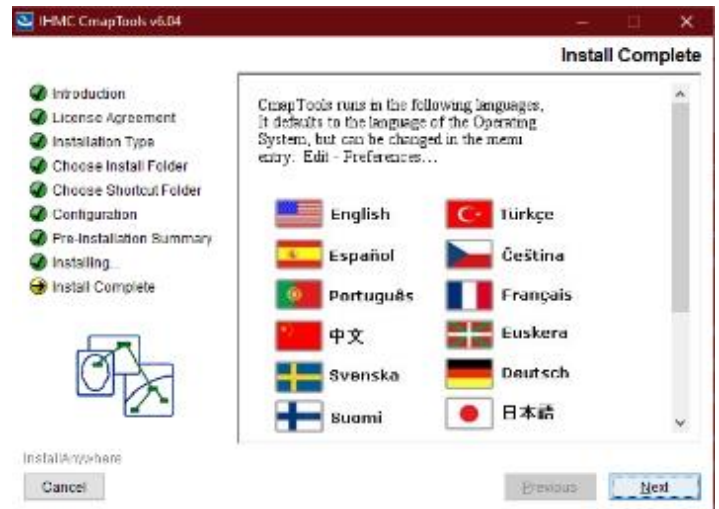 IHMC CmapTools v6.04
Install Complete
Introduction
License Agreement
Installation Type
Choose Install Folder
Choose Shortcut Folder
Configuration
Pre-Installation Summary
Installing...
Install Complete
CmapTools runs in the following languages,
It defaults to the language of the Operating
System, but can be changed in the menu
entry. Edit - Preferences...
English Türkçe
Español Čeština
Português Français
中文 Euskera
Svenska Deutsch
Suomi 日本語
InstallAnywhere
Cancel Previous Next